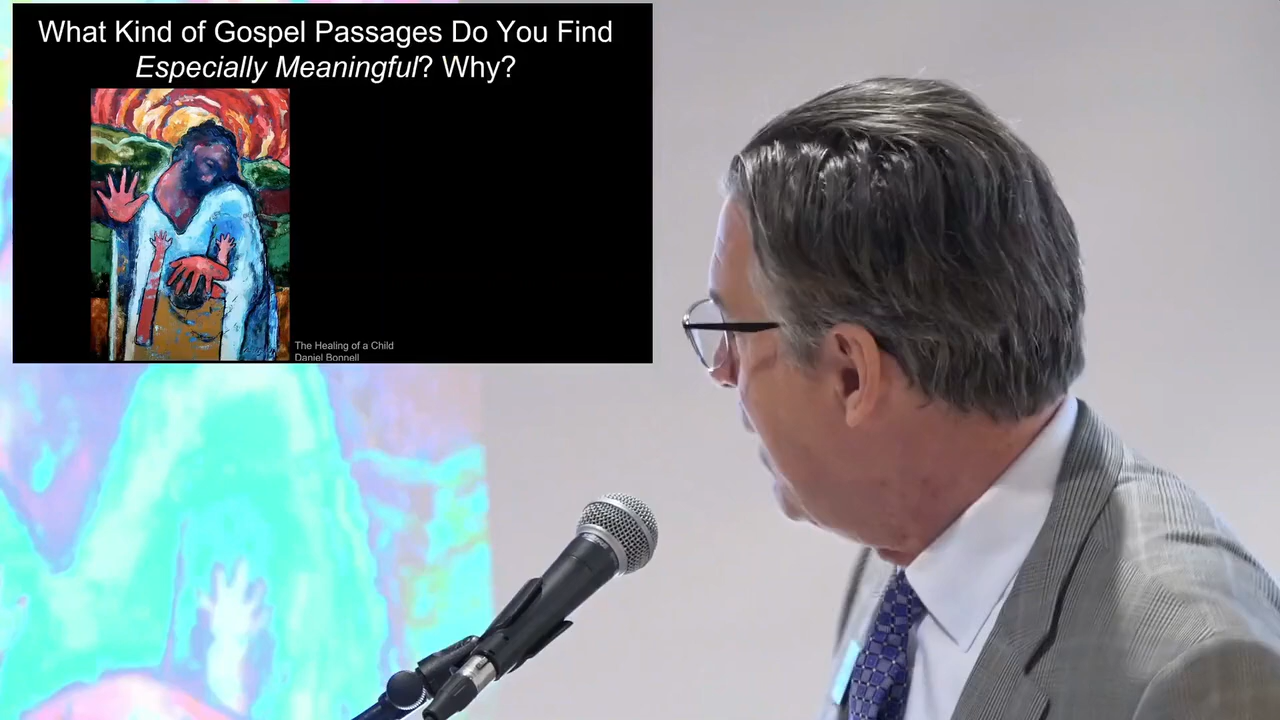 What Kind of Gospel Passages Do You Find
Especially Meaningful? Why?
The Healing of a Child
Daniel Bonnell